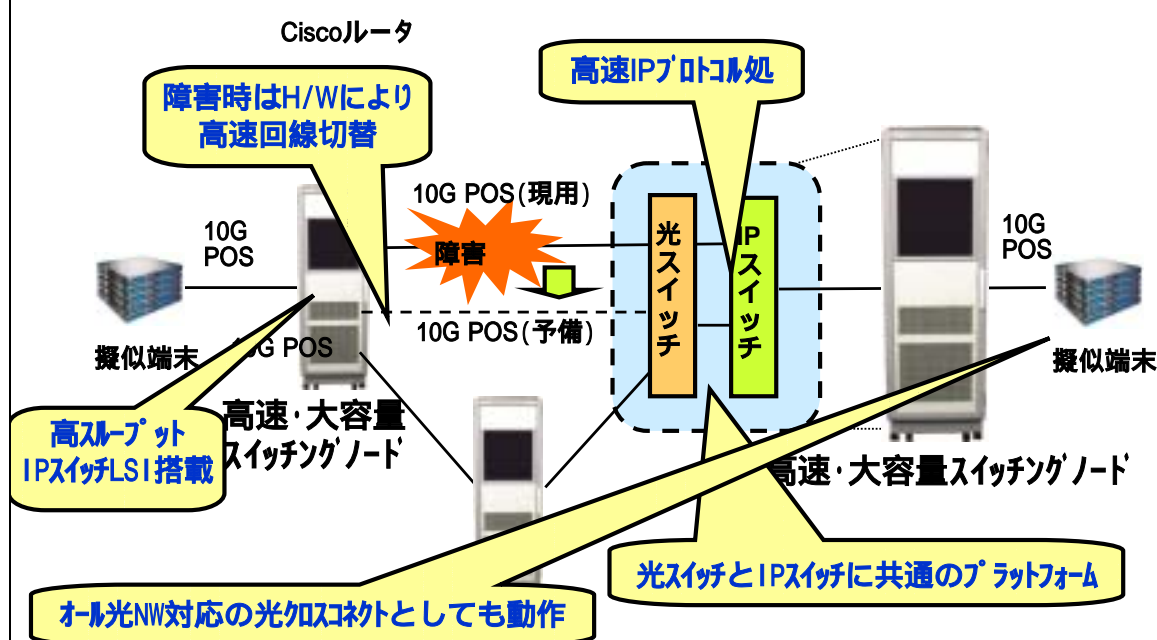 Ciscoルータ
障害時はH/Wにより
高速回線切替
高速IPプロトコル処
10G POS(現用)
10G
POS
障害
光スイッチ
IPスイッチ
10G
POS
10G POS(予備)
擬似端末
10G POS
擬似端末
高スループット
IPスイッチLSI搭載
高速・大容量
スイッチングノード
高速・大容量スイッチングノード
光スイッチとIPスイッチに共通のプラットフォーム
オール光NW対応の光クロスコネクトとしても動作